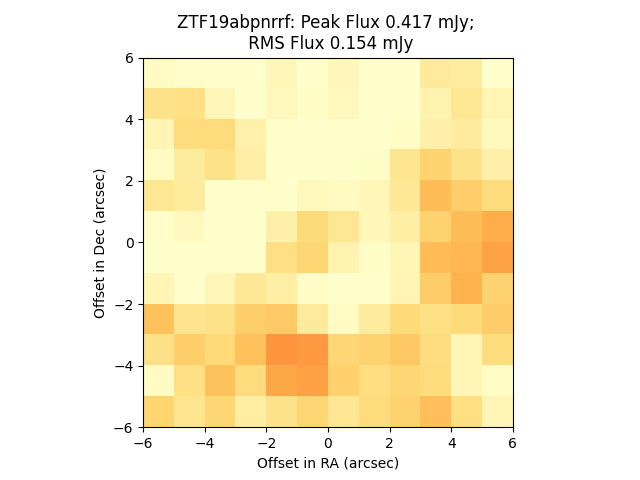 ZTF19abpnrrf: Peak Flux 0.417 mJy;
RMS Flux 0.154 mJy
6
4
2
0
−2
−4
−6
Offset in Dec (arcsec)
−6 −4 −2 0 2 4 6
Offset in RA (arcsec)